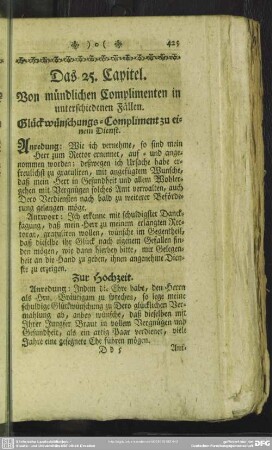 )o( 425
Das 25. Capitel.
Von mündlichen Complimenten in
unterschiedenen Fällen.
Glückwünschungs-Compliment zu ei-
nem Dienst.
Anredung: Wie ich vernehme, so sind mein
Herr zum Rector ernennet, auf- und ange-
nommen worden: deswegen ich Ursache habe er-
freulichst zu gratuliren, mit angefügtem Wunsche,
daß mein Herr in Gesundheit und allem Wohler-
gehen mit Vergnügen solches Amt verwalten, auch
Dero Verdiensten nach bald zu weiterer Beförde-
rung gelangen möge.
Antwort: Ich erkenne mit schuldigster Danck-
sagung, daß mein Herr zu meinem erlangten Rec-
torat, gratuliren wollen, wünsche im Gegentheil,
daß dieselbe ihr Glück nach eigenem Gefallen fin-
den mögen, wie dann hierbey bitte, mir Gelegen-
heit an die Hand zu geben, ihnen angenehme Dien-
ste zu erzeigen.
Zur Hochzeit.
Anredung: Indem die Ehre habe, den Herrn
als Hrn. Bräutigam zu sprechen, so lege meine
schuldige Glückwünschung zu Dero glücklichen Ver-
mählung ab, anbey wünsche, daß dieselben mit
Ihrer Jungfer Braut in vollem Vergnügen und
Gesundheit, als ein artig Paar verdienet, viel
Jahre eine gesegnete Ehe führen mögen.
D d 5 Ant-